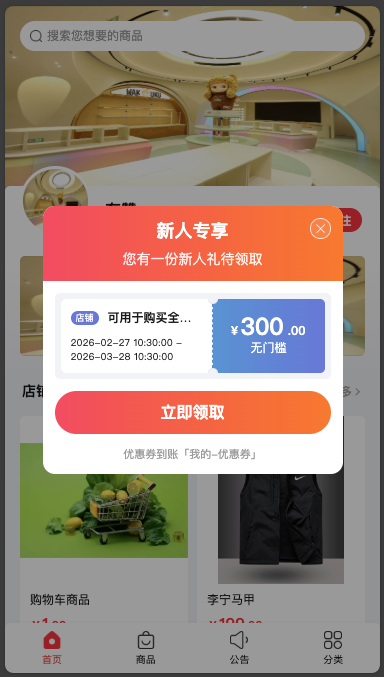 搜索您想要的商品
新人专享
您有一份新人礼待领取
店铺 可用于购买全...
2026-02-27 10:30:00 -
2026-03-28 10:30:00
¥300.00
无门槛
立即领取
优惠券到账「我的-优惠券」
店铺
多 >
购物车商品
李宁马甲
首页
商品
公告
分类